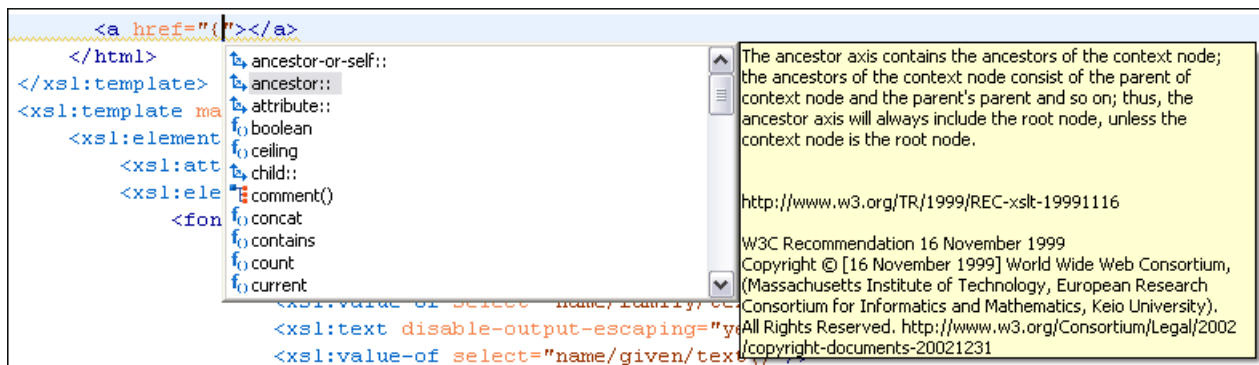 <a href="{"></a>
</html>
</xsl:template>
<xsl:template ma
<xsl:element
<xsl:att
<xsl:ele
<fon
ancestor-or-self::
ancestor::
attribute::
boolean
ceiling
child::
comment()
concat
contains
count
current
The ancestor axis contains the ancestors of the context node;
the ancestors of the context node consist of the parent of
context node and the parent's parent and so on; thus, the
ancestor axis will always include the root node, unless the
context node is the root node.
http://www.w3.org/TR/1999/REC-xslt-19991116
W3C Recommendation 16 November 1999
Copyright © [16 November 1999] World Wide Web Consortium,
(Massachusetts Institute of Technology, European Research
Consortium for Informatics and Mathematics, Keio University).
All Rights Reserved. http://www.w3.org/Consortium/Legal/2002
/copyright-documents-20021231
<xsl:value-of select="name/family/te
<xsl:text disable-output-escaping="ye
<xsl:value-of select="name/given/text